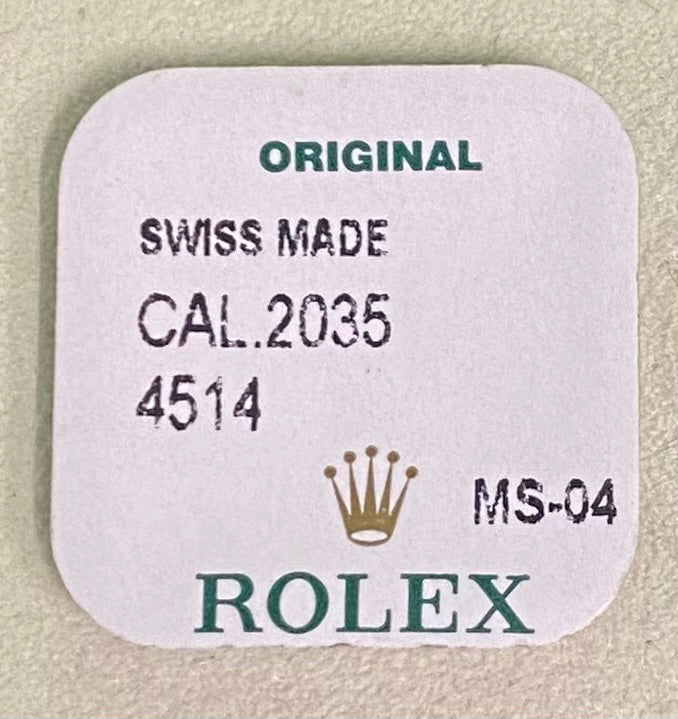 ORIGINAL
SWISS MADE
CAL.2035
4514
MS-04
ROLEX